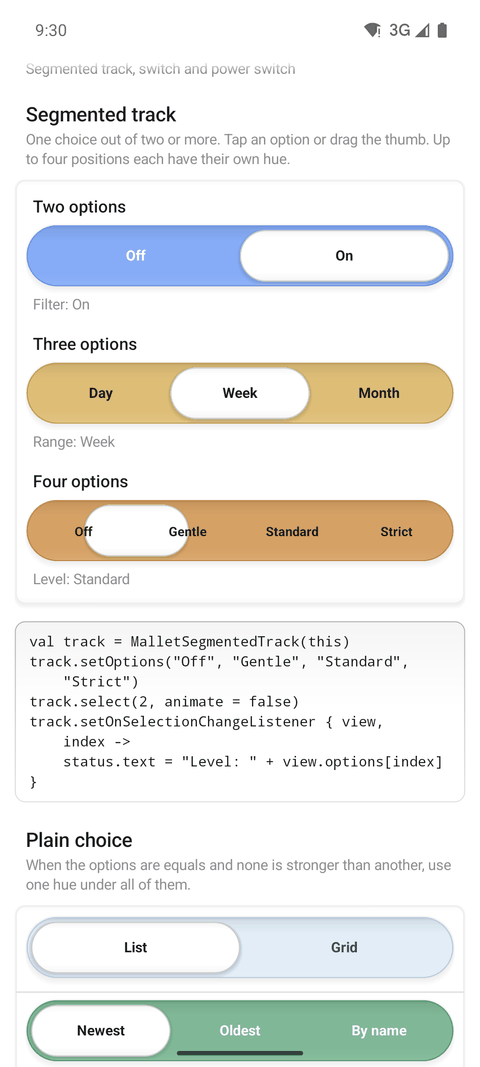 9:30
3G
Segmented track, switch and power switch
Segmented track
One choice out of two or more. Tap an option or drag the thumb. Up
to four positions each have their own hue.
Two options
Off
On
Filter: On
Three options
Day
Week
Month
Range: Week
Four options
Off
Gentle
Standard
Strict
Level: Standard
val track = MalletSegmentedTrack(this)
track.setOptions("Off", "Gentle", "Standard",
    "Strict")
track.select(2, animate = false)
track.setOnSelectionChangeListener { view,
    index ->
    status.text = "Level: " + view.options[index]
}
Plain choice
When the options are equals and none is stronger than another, use
one hue under all of them.
List
Grid
Newest
Oldest
By name